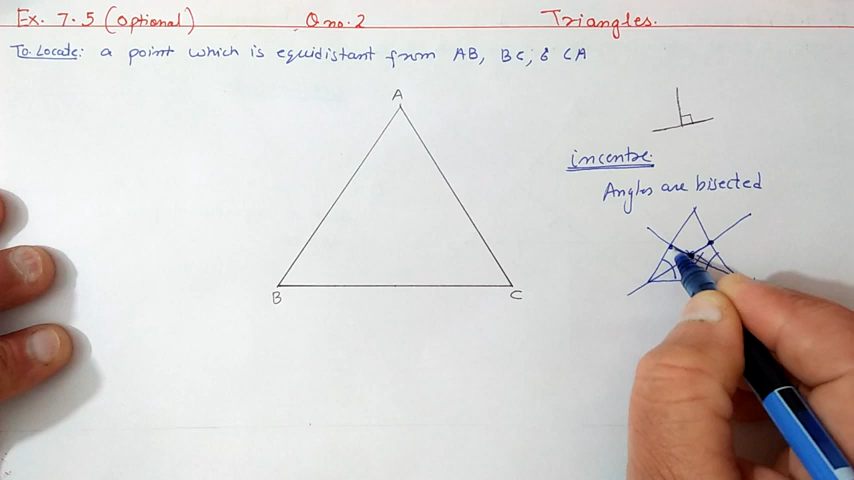 Ex. 7.5 (Optional) Q no. 2 Triangles.
To Locate: a point which is equidistant from AB, BC, & CA
A
incentre.
Angles are bisected
B C